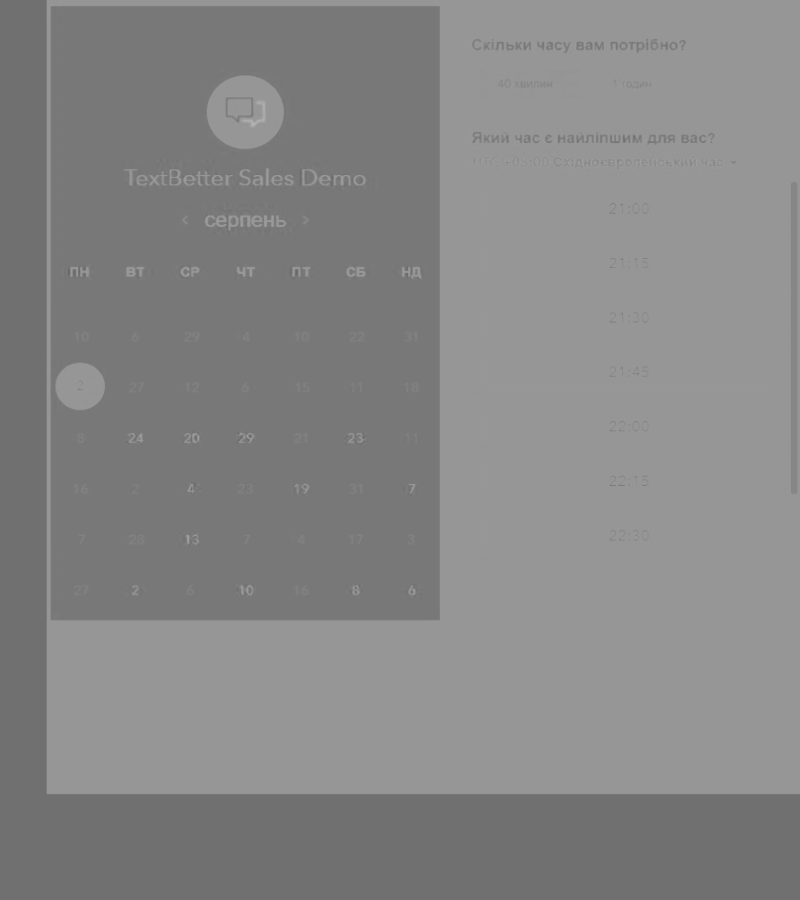 TextBetter Sales Demo
‹ серпень ›
ПН ВТ СР ЧТ ПТ СБ НД
10 6 29 4 10 22 31
2 27 12 6 15 11 18
8 24 20 29 21 23 11
16 2 4 23 19 31 7
7 28 13 7 4 17 3
27 2 6 10 16 8 6
Скільки часу вам потрібно?
40 хвилин 1 годин
Який час є найліпшим для вас?
Східноєвропейський час
21:00
21:15
21:30
21:45
22:00
22:15
22:30